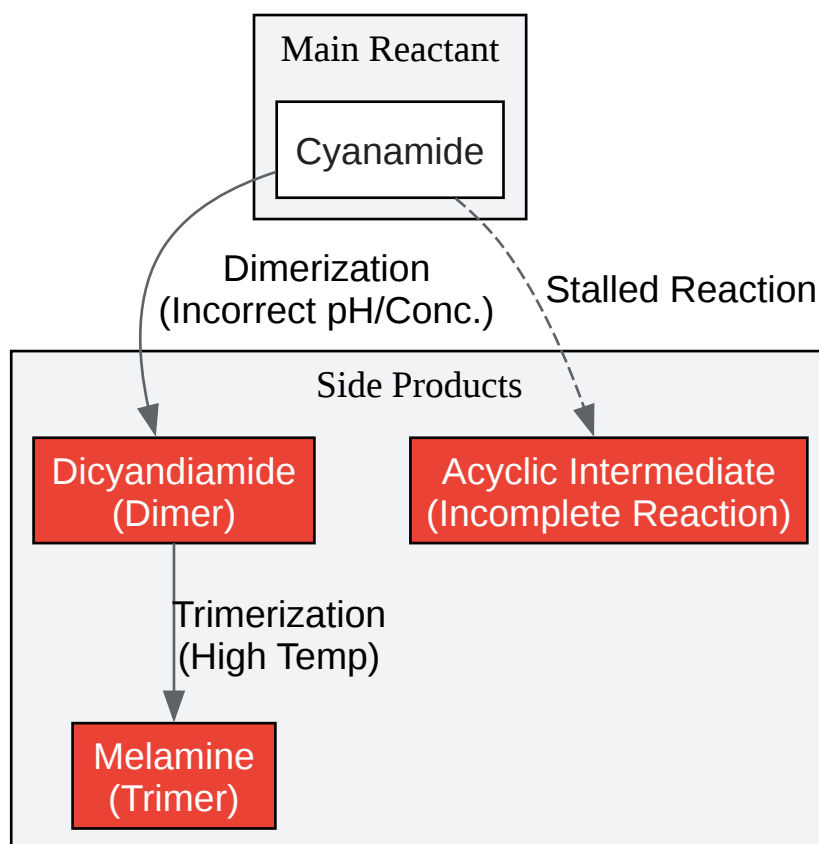 Main Reactant
Cyanamide
Dimerization
(Incorrect pH/Conc.)
Stalled Reaction
Side Products
Dicyandiamide
(Dimer)
Acyclic Intermediate
(Incomplete Reaction)
Trimerization
(High Temp)
Melamine
(Trimer)